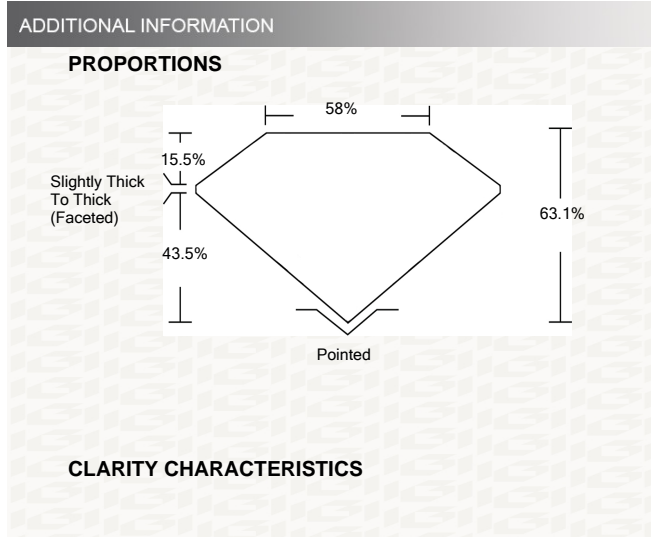 ADDITIONAL INFORMATION
PROPORTIONS
58%
15.5%
Slightly Thick
To Thick
(Faceted)
63.1%
43.5%
Pointed
CLARITY CHARACTERISTICS